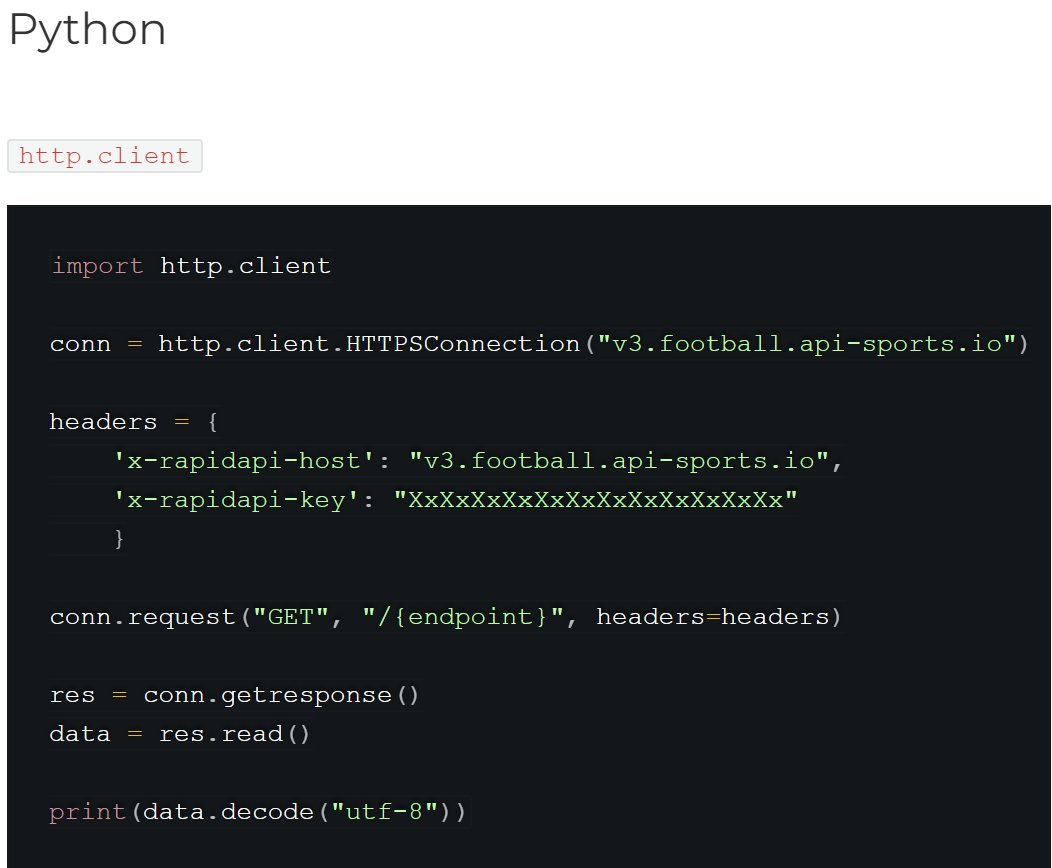 Python
http.client
import http.client
conn = http.client.HTTPSConnection("v3.football.api-sports.io")
headers = {
    'x-rapidapi-host': "v3.football.api-sports.io",
    'x-rapidapi-key': "XxXxXxXxXxXxXxXxXxXxXxXx"
    }
conn.request("GET", "/{endpoint}", headers=headers)
res = conn.getresponse()
data = res.read()
print(data.decode("utf-8"))